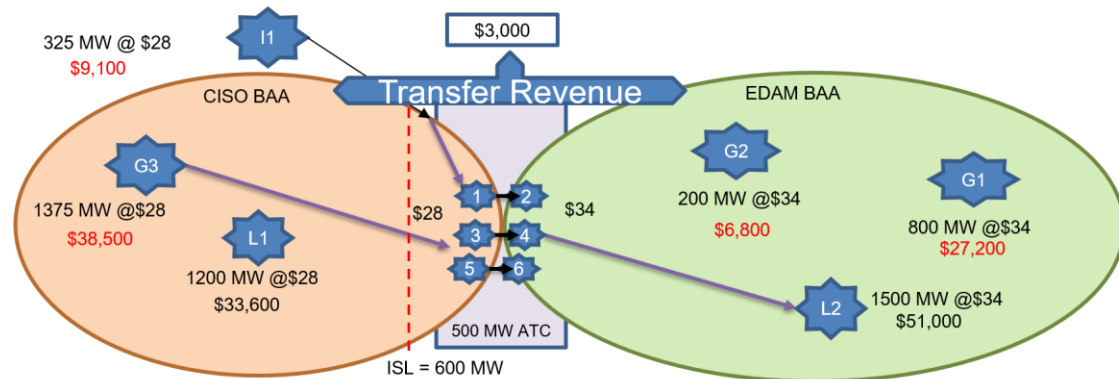 $3,000
325 MW @ $28
$9,100
I1
Transfer Revenue
CISO BAA
EDAM BAA
G3
G2
G1
1375 MW @$28
$38,500
L1
1200 MW @$28
$33,600
$28
1
2
3
4
5
6
$34
200 MW @$34
$6,800
800 MW @$34
$27,200
L2
1500 MW @$34
$51,000
500 MW ATC
ISL = 600 MW